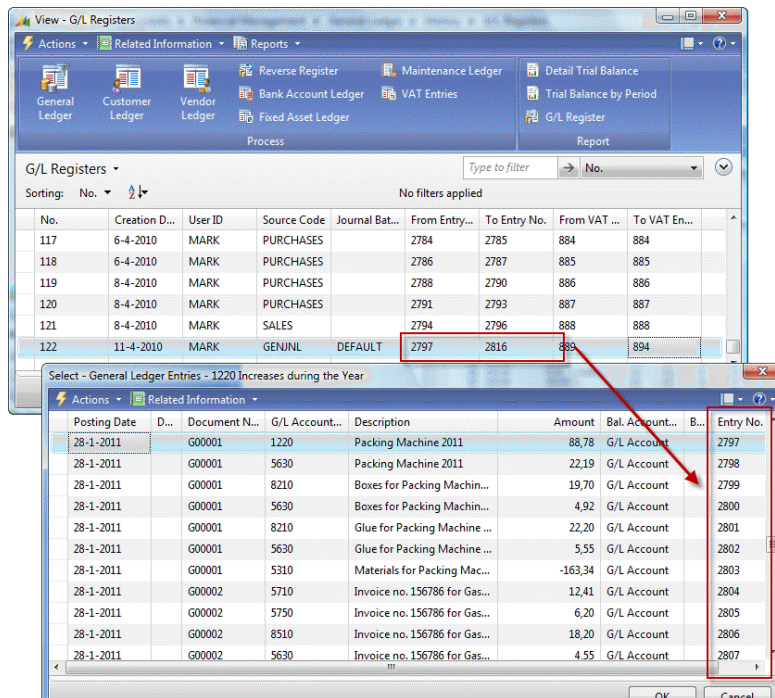 View - G/L Registers
Actions Related Information Reports
General Ledger
Customer Ledger
Vendor Ledger
Reverse Register
Bank Account Ledger
Fixed Asset Ledger
Maintenance Ledger
VAT Entries
Process
Detail Trial Balance
Trial Balance by Period
G/L Register
Report
G/L Registers Type to filter No.
Sorting: No. No filters applied
No. Creation D... User ID Source Code Journal Bat... From Entry... To Entry No. From VAT ... To VAT En...
117 6-4-2010 MARK PURCHASES 2784 2785 884 884
118 6-4-2010 MARK PURCHASES 2786 2787 885 885
119 8-4-2010 MARK PURCHASES 2788 2790 886 886
120 8-4-2010 MARK PURCHASES 2791 2793 887 887
121 8-4-2010 MARK SALES 2794 2796 888 888
122 11-4-2010 MARK GENJNL DEFAULT 2797 2816 889 894
Select - General Ledger Entries - 1220 Increases during the Year
Actions Related Information
Posting Date D... Document N... G/L Account... Description Amount Bal. Account... B... Entry No.
28-1-2011 G00001 1220 Packing Machine 2011 88,78 G/L Account 2797
28-1-2011 G00001 5630 Packing Machine 2011 22,19 G/L Account 2798
28-1-2011 G00001 8210 Boxes for Packing Machin... 19,70 G/L Account 2799
28-1-2011 G00001 5630 Boxes for Packing Machin... 4,92 G/L Account 2800
28-1-2011 G00001 8210 Glue for Packing Machine ... 22,20 G/L Account 2801
28-1-2011 G00001 5630 Glue for Packing Machine ... 5,55 G/L Account 2802
28-1-2011 G00001 5310 Materials for Packing Mac... -163,34 G/L Account 2803
28-1-2011 G00002 5710 Invoice no. 156786 for Gas... 12,41 G/L Account 2804
28-1-2011 G00002 5750 Invoice no. 156786 for Gas... 6,20 G/L Account 2805
28-1-2011 G00002 8510 Invoice no. 156786 for Gas... 18,20 G/L Account 2806
28-1-2011 G00002 5630 Invoice no. 156786 for Gas... 4,55 G/L Account 2807
OK Cancel